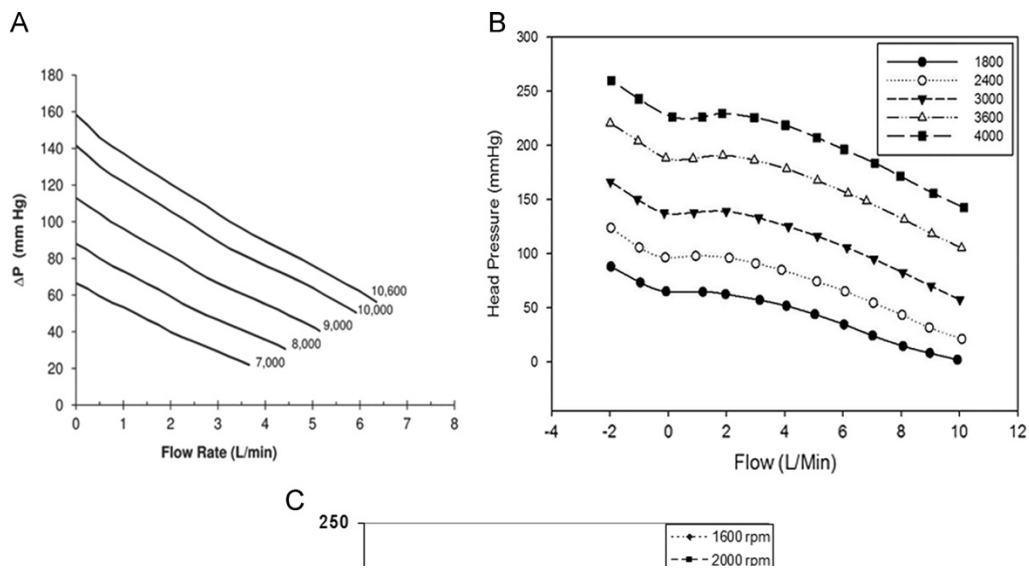 A
180
160
140
120
100
80
60
40
20
0
ΔP (mm Hg)
10,600
10,000
9,000
8,000
7,000
0 1 2 3 4 5 6 7 8
Flow Rate (L/min)
B
300
250
200
150
100
50
0
Head Pressure (mmHg)
1800
2400
3000
3600
4000
-4 -2 0 2 4 6 8 10 12
Flow (L/Min)
C
250
1600 rpm
2000 rpm